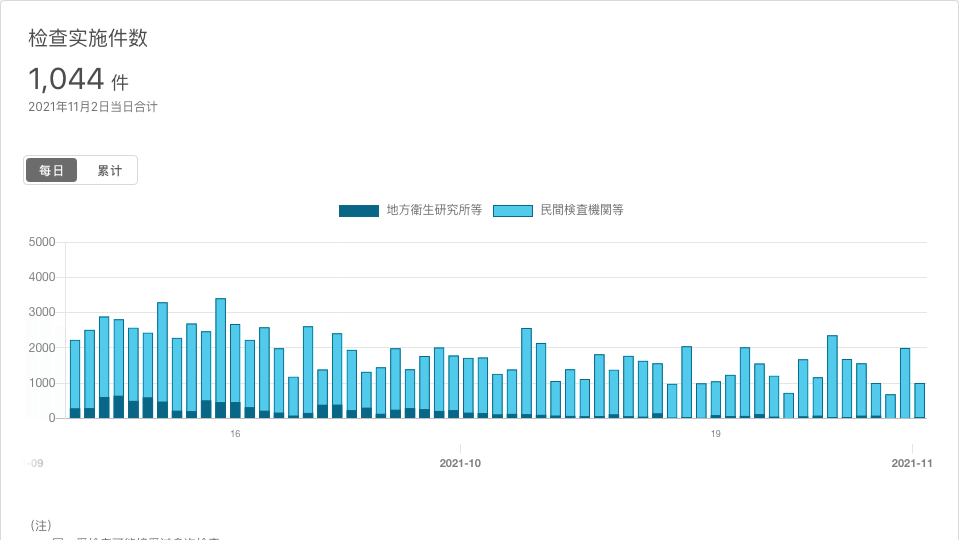 检查实施件数
1,044 件
2021年11月2日当日合计
每日 累计
地方衛生研究所等 民間検査機関等
5000
4000
3000
2000
1000
0
16 19
-09 2021-10 2021-11
(注)